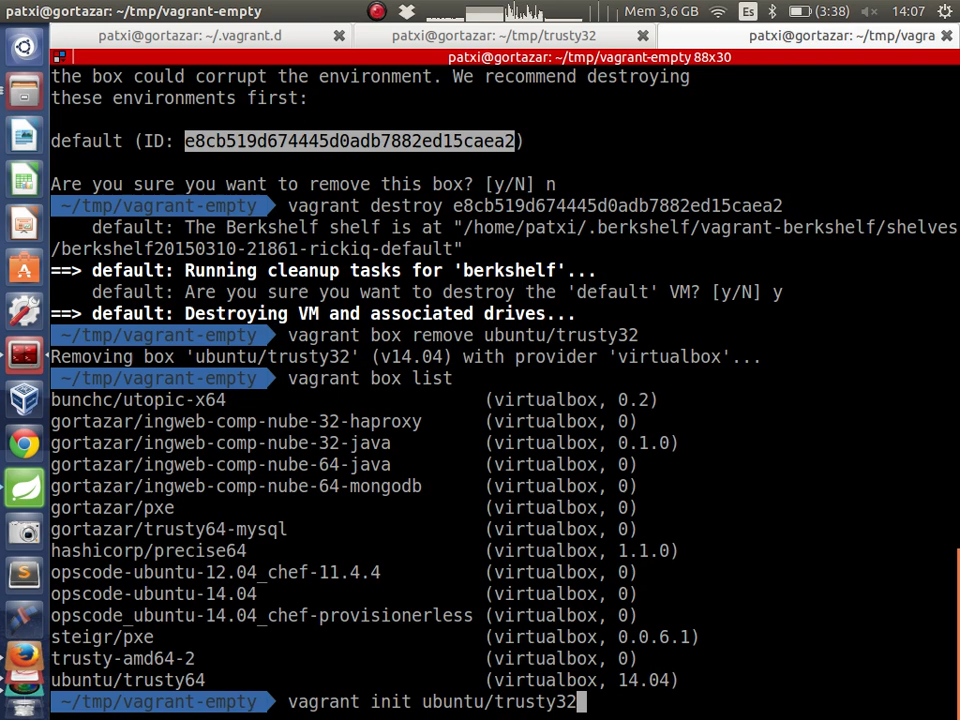 patxi@gortazar: ~/tmp/vagrant-empty
Mem 3,6 GB Es (3:38) 14:07
patxi@gortazar: ~/.vagrant.d patxi@gortazar: ~/tmp/trusty32 patxi@gortazar: ~/tmp/vagra
patxi@gortazar: ~/tmp/vagrant-empty 88x30
the box could corrupt the environment. We recommend destroying
these environments first:
default (ID: e8cb519d674445d0adb7882ed15caea2)
Are you sure you want to remove this box? [y/N] n
~/tmp/vagrant-empty vagrant destroy e8cb519d674445d0adb7882ed15caea2
default: The Berkshelf shelf is at "/home/patxi/.berkshelf/vagrant-berkshelf/shelves
/berkshelf20150310-21861-rickiq-default"
==> default: Running cleanup tasks for 'berkshelf'...
default: Are you sure you want to destroy the 'default' VM? [y/N] y
==> default: Destroying VM and associated drives...
~/tmp/vagrant-empty vagrant box remove ubuntu/trusty32
Removing box 'ubuntu/trusty32' (v14.04) with provider 'virtualbox'...
~/tmp/vagrant-empty vagrant box list
bunchc/utopic-x64 (virtualbox, 0.2)
gortazar/ingweb-comp-nube-32-haproxy (virtualbox, 0)
gortazar/ingweb-comp-nube-32-java (virtualbox, 0.1.0)
gortazar/ingweb-comp-nube-64-java (virtualbox, 0)
gortazar/ingweb-comp-nube-64-mongodb (virtualbox, 0)
gortazar/pxe (virtualbox, 0)
gortazar/trusty64-mysql (virtualbox, 0)
hashicorp/precise64 (virtualbox, 1.1.0)
opscode-ubuntu-12.04_chef-11.4.4 (virtualbox, 0)
opscode-ubuntu-14.04 (virtualbox, 0)
opscode_ubuntu-14.04_chef-provisionerless (virtualbox, 0)
steigr/pxe (virtualbox, 0.0.6.1)
trusty-amd64-2 (virtualbox, 0)
ubuntu/trusty64 (virtualbox, 14.04)
~/tmp/vagrant-empty vagrant init ubuntu/trusty32